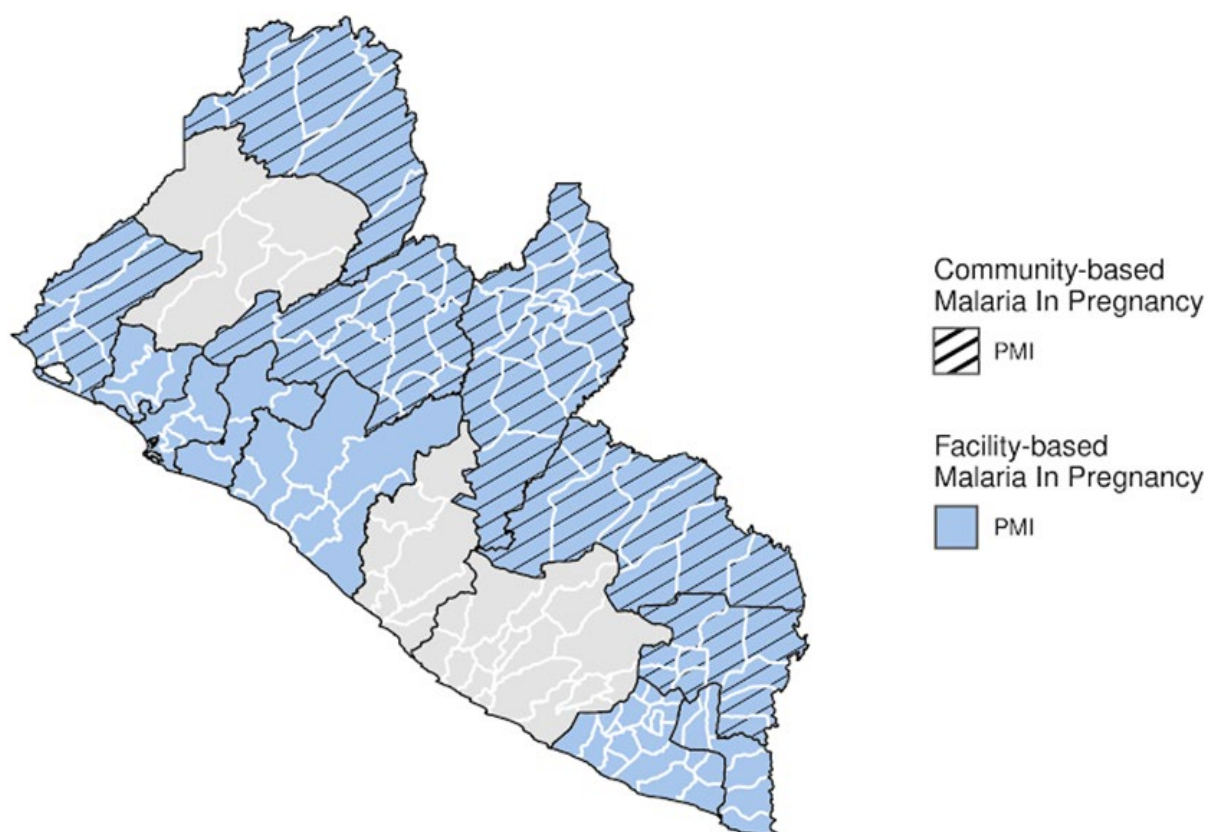 Community-based
Malaria In Pregnancy
PMI
Facility-based
Malaria In Pregnancy
PMI